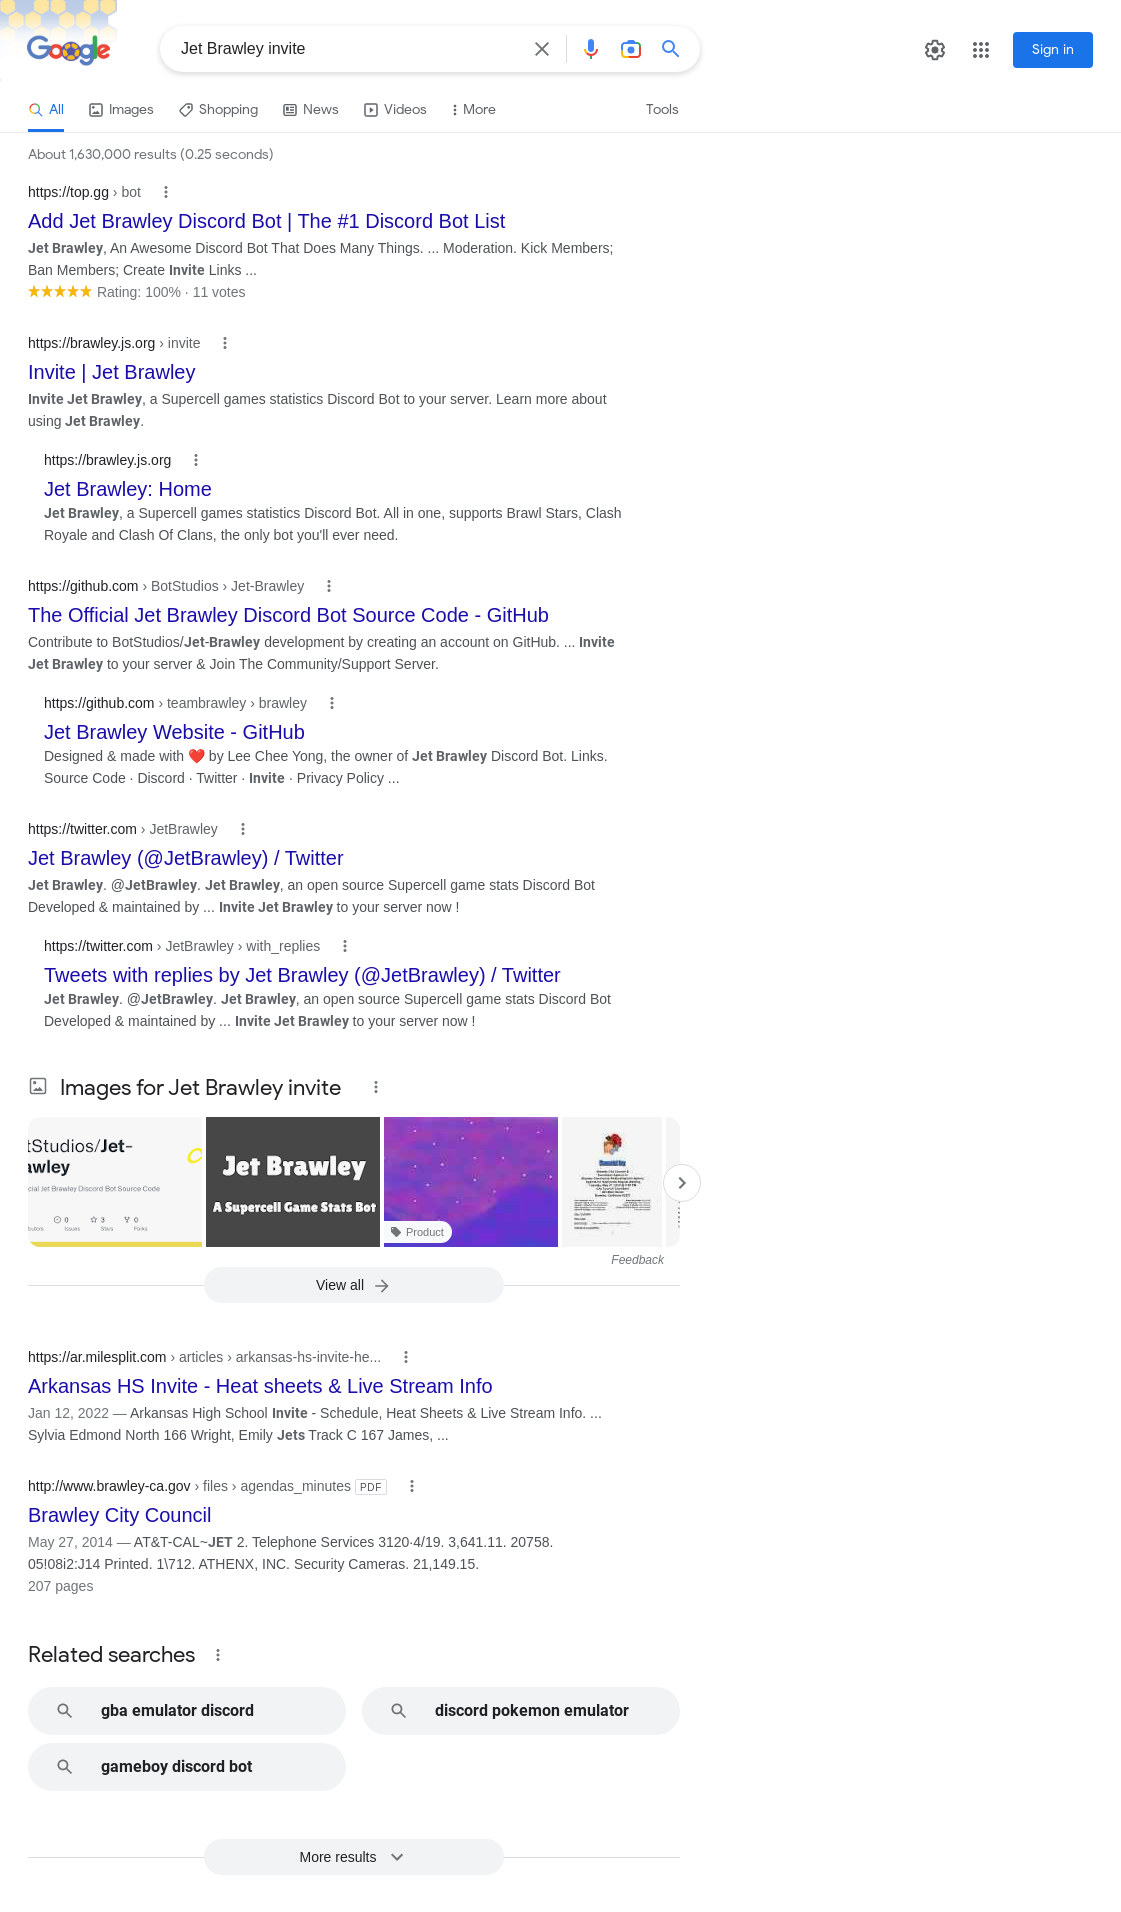 Google
Jet Brawley invite
Sign in
All
Images
Shopping
News
Videos
More
Tools
About 1,630,000 results (0.25 seconds)
https://top.gg › bot
Add Jet Brawley Discord Bot | The #1 Discord Bot List
Jet Brawley, An Awesome Discord Bot That Does Many Things. ... Moderation. Kick Members;
Ban Members; Create Invite Links ...
Rating: 100% · 11 votes
https://brawley.js.org › invite
Invite | Jet Brawley
Invite Jet Brawley, a Supercell games statistics Discord Bot to your server. Learn more about
using Jet Brawley.
https://brawley.js.org
Jet Brawley: Home
Jet Brawley, a Supercell games statistics Discord Bot. All in one, supports Brawl Stars, Clash
Royale and Clash Of Clans, the only bot you'll ever need.
https://github.com › BotStudios › Jet-Brawley
The Official Jet Brawley Discord Bot Source Code - GitHub
Contribute to BotStudios/Jet-Brawley development by creating an account on GitHub. ... Invite
Jet Brawley to your server & Join The Community/Support Server.
https://github.com › teambrawley › brawley
Jet Brawley Website - GitHub
Designed & made with ❤️ by Lee Chee Yong, the owner of Jet Brawley Discord Bot. Links.
Source Code · Discord · Twitter · Invite · Privacy Policy ...
https://twitter.com › JetBrawley
Jet Brawley (@JetBrawley) / Twitter
Jet Brawley. @JetBrawley. Jet Brawley, an open source Supercell game stats Discord Bot
Developed & maintained by ... Invite Jet Brawley to your server now !
https://twitter.com › JetBrawley › with_replies
Tweets with replies by Jet Brawley (@JetBrawley) / Twitter
Jet Brawley. @JetBrawley. Jet Brawley, an open source Supercell game stats Discord Bot
Developed & maintained by ... Invite Jet Brawley to your server now !
Images for Jet Brawley invite
tStudios/Jet-
awley
cial Jet Brawley Discord Bot Source Code
0
3
0
Issues
Stars
Forks
Jet Brawley
A Supercell Game Stats Bot
Product
Feedback
View all
https://ar.milesplit.com › articles › arkansas-hs-invite-he...
Arkansas HS Invite - Heat sheets & Live Stream Info
Jan 12, 2022 — Arkansas High School Invite - Schedule, Heat Sheets & Live Stream Info. ...
Sylvia Edmond North 166 Wright, Emily Jets Track C 167 James, ...
http://www.brawley-ca.gov › files › agendas_minutes PDF
Brawley City Council
May 27, 2014 — AT&T-CAL~JET 2. Telephone Services 3120·4/19. 3,641.11. 20758.
05!08i2:J14 Printed. 1\712. ATHENX, INC. Security Cameras. 21,149.15.
207 pages
Related searches
gba emulator discord
discord pokemon emulator
gameboy discord bot
More results